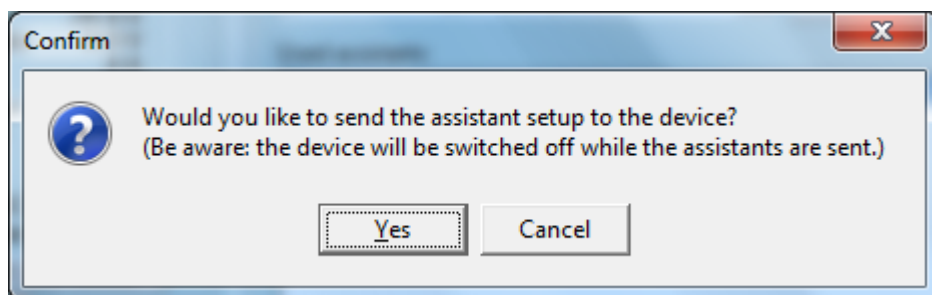 Confirm
Would you like to send the assistant setup to the device?
(Be aware: the device will be switched off while the assistants are sent.)
Yes
Cancel